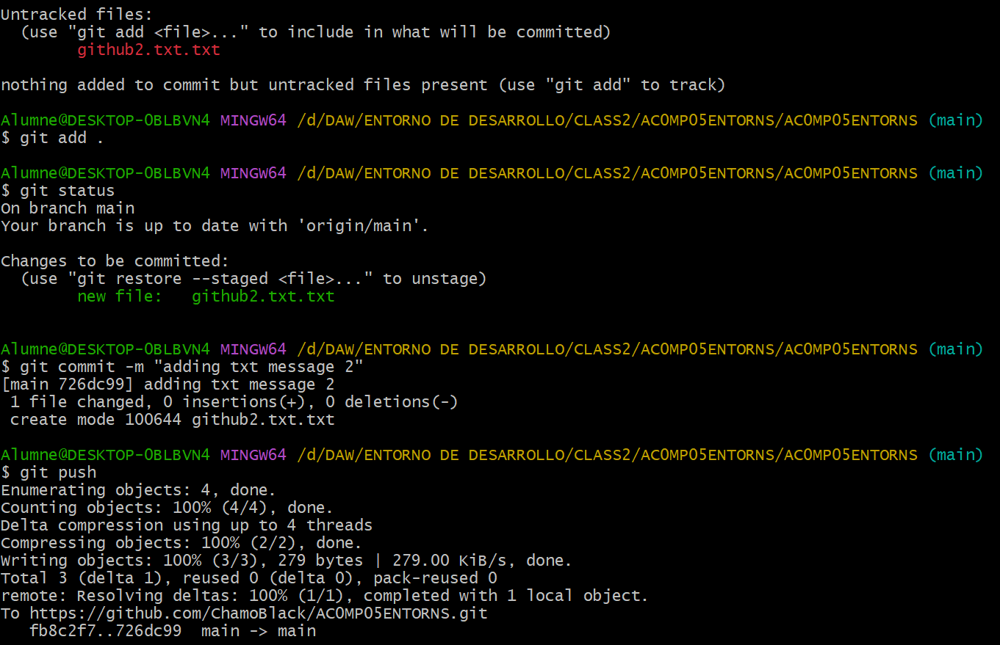 Untracked files:
  (use "git add <file>..." to include in what will be committed)
        github2.txt.txt

nothing added to commit but untracked files present (use "git add" to track)

Alumne@DESKTOP-0BLBVN4 MINGW64 /d/DAW/ENTORNO DE DESARROLLO/CLASS2/AC0MP05ENTORNS/AC0MP05ENTORNS (main)
$ git add .

Alumne@DESKTOP-0BLBVN4 MINGW64 /d/DAW/ENTORNO DE DESARROLLO/CLASS2/AC0MP05ENTORNS/AC0MP05ENTORNS (main)
$ git status
On branch main
Your branch is up to date with 'origin/main'.

Changes to be committed:
  (use "git restore --staged <file>..." to unstage)
        new file:   github2.txt.txt


Alumne@DESKTOP-0BLBVN4 MINGW64 /d/DAW/ENTORNO DE DESARROLLO/CLASS2/AC0MP05ENTORNS/AC0MP05ENTORNS (main)
$ git commit -m "adding txt message 2"
[main 726dc99] adding txt message 2
 1 file changed, 0 insertions(+), 0 deletions(-)
 create mode 100644 github2.txt.txt

Alumne@DESKTOP-0BLBVN4 MINGW64 /d/DAW/ENTORNO DE DESARROLLO/CLASS2/AC0MP05ENTORNS/AC0MP05ENTORNS (main)
$ git push
Enumerating objects: 4, done.
Counting objects: 100% (4/4), done.
Delta compression using up to 4 threads
Compressing objects: 100% (2/2), done.
Writing objects: 100% (3/3), 279 bytes | 279.00 KiB/s, done.
Total 3 (delta 1), reused 0 (delta 0), pack-reused 0
remote: Resolving deltas: 100% (1/1), completed with 1 local object.
To https://github.com/ChamoBlack/AC0MP05ENTORNS.git
   fb8c2f7..726dc99  main -> main